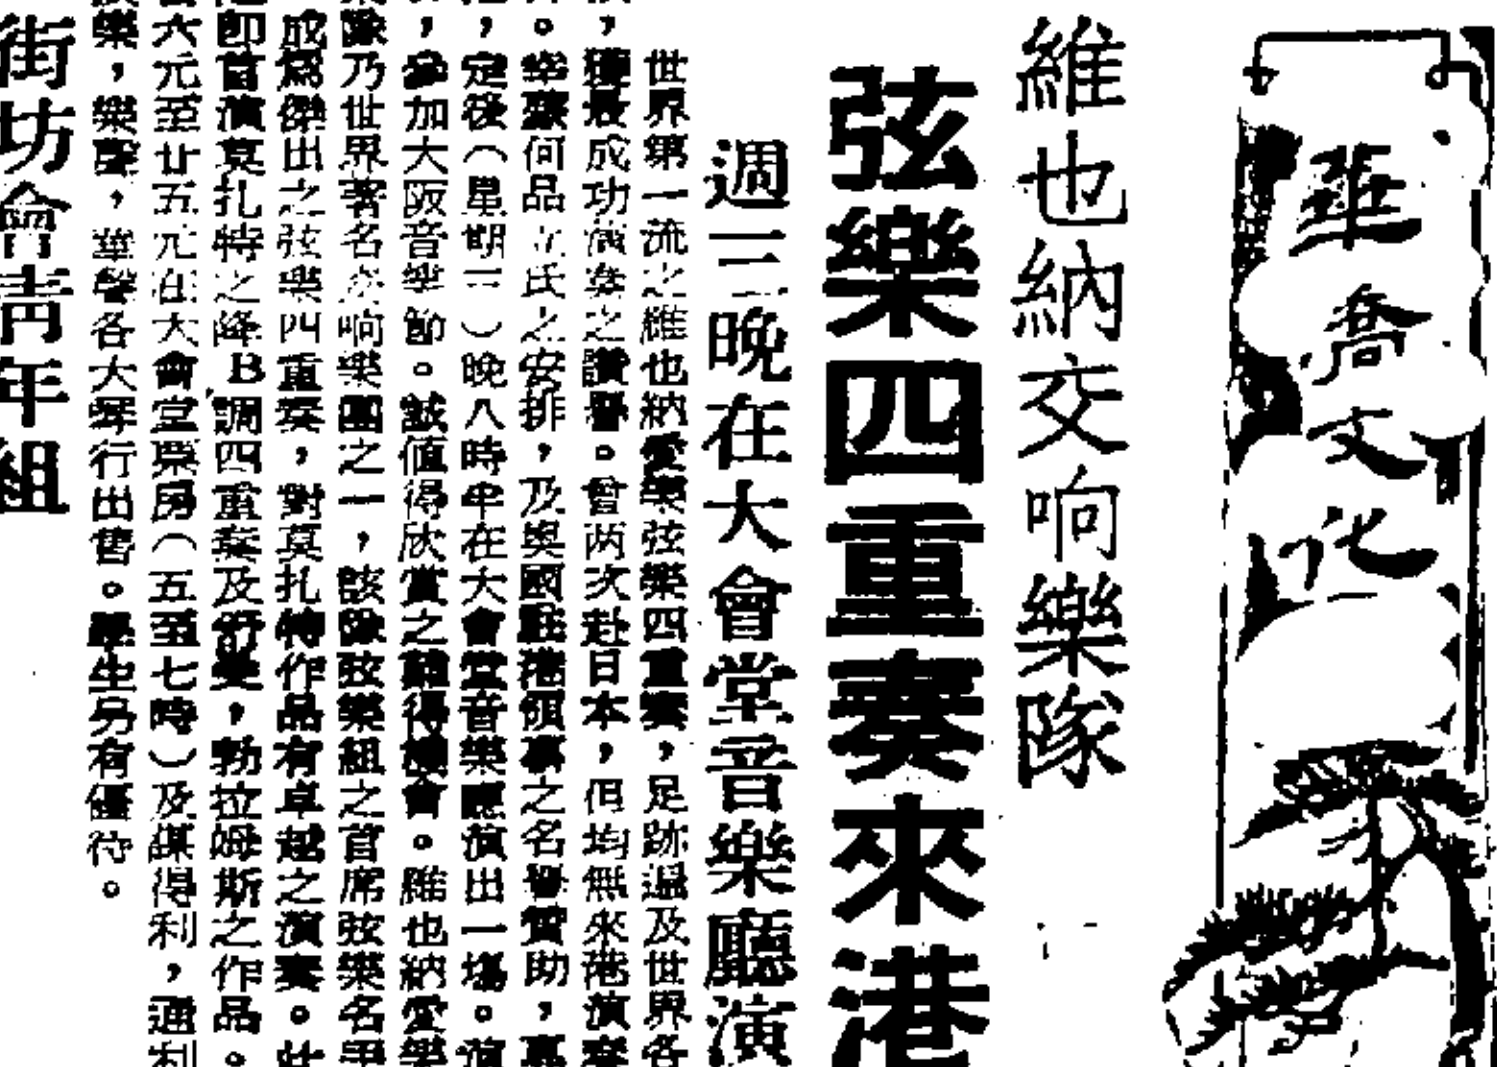 華喬文化
維也納交响樂隊
弦樂四重奏來港
週三晚在大會堂音樂廳演
世界第一流之維也納愛樂弦樂四重奏，足跡遍及世界各
，獲最成功演奏之讚譽。曾两次赴日本，但均無來港演奏
。幸蒙何品立氏之安排，及奧國駐港領事之名譽贊助，
，定後（星期三）晚八時半在大會堂音樂廳演出一塲。演
，參加大阪音樂節。誠值得欣賞之難得機會。維也納愛樂
隊乃世界著名交响樂團之一，該隊弦樂組之首席弦樂名手
成為傑出之弦樂四重奏，對莫扎特作品有卓越之演奏。此
即首演莫扎特之降B調四重奏及舒曼，勃拉姆斯之作品。
六元至廿五元在大會堂票房（五至七時）及謀得利，通利
樂，樂聲，華聲各大琴行出售。學生另有優待。
街坊會青年組